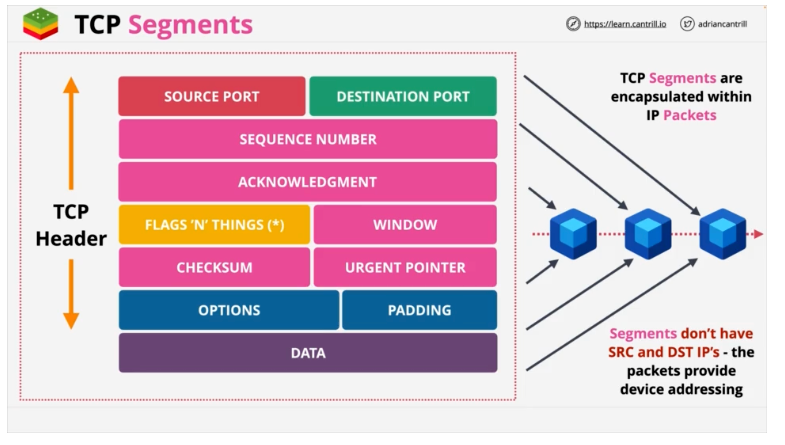 TCP Segments
https://learn.cantrill.io
adriancantrill
TCP
Header
SOURCE PORT
DESTINATION PORT
SEQUENCE NUMBER
ACKNOWLEDGMENT
FLAGS 'N' THINGS (*)
WINDOW
CHECKSUM
URGENT POINTER
OPTIONS
PADDING
DATA
TCP Segments are
encapsulated within
IP Packets
Segments don't have
SRC and DST IP's - the
packets provide
device addressing